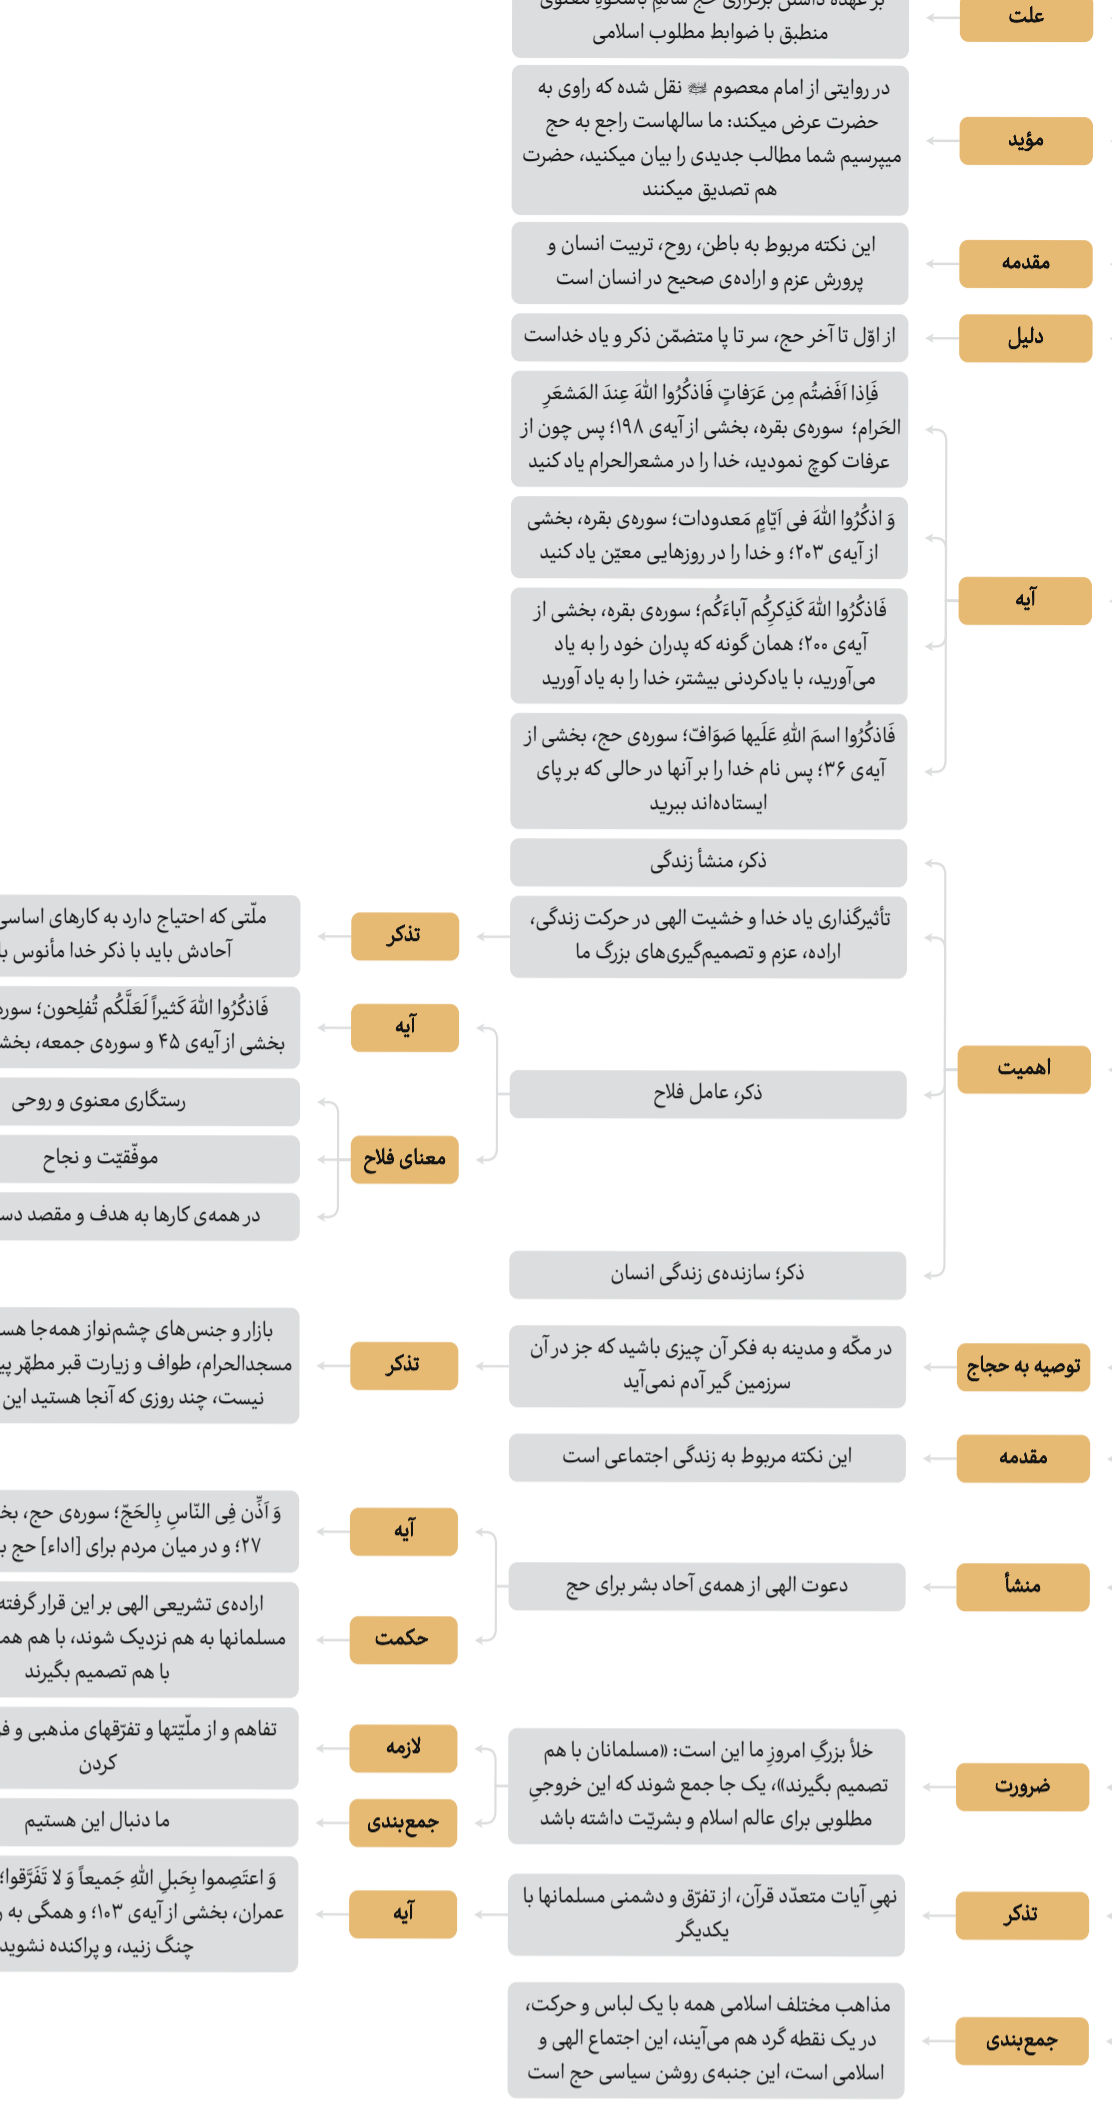 علت
بر عهده داشتن برگزاری حج سالمِ باشکوهِ معنوی
منطبق با ضوابط مطلوب اسلامی
مؤید
در روایتی از امام معصوم نقل شده که راوی به
حضرت عرض میکند: ما سالهاست راجع به حج
میپرسیم شما مطالب جدیدی را بیان میکنید، حضرت
هم تصدیق میکنند
مقدمه
این نکته مربوط به باطن، روح، تربیت انسان و
پرورش عزم و اراده‌ی صحیح در انسان است
دلیل
از اوّل تا آخر حج، سر تا پا متضمّن ذکر و یاد خداست
آیه
فَاِذا اَفَضتُم مِن عَرَفاتٍ فَاذکُرُوا اللهَ عِندَ المَشعَرِ
الحَرام؛ سوره‌ی بقره، بخشی از آیه‌ی ۱۹۸؛ پس چون از
عرفات کوچ نمودید، خدا را در مشعرالحرام یاد کنید
وَ اذکُرُوا اللهَ فی اَیّامٍ مَعدودات؛ سوره‌ی بقره، بخشی
از آیه‌ی ۲۰۳؛ و خدا را در روزهایی معیّن یاد کنید
فَاذکُرُوا اللهَ کَذِکرِکُم آباءَکُم؛ سوره‌ی بقره، بخشی از
آیه‌ی ۲۰۰؛ همان گونه که پدران خود را به یاد
می‌آورید، با یادکردنی بیشتر، خدا را به یاد آورید
فَاذکُرُوا اسمَ اللهِ عَلَیها صَوَافّ؛ سوره‌ی حج، بخشی از
آیه‌ی ۳۶؛ پس نام خدا را بر آنها در حالی که بر پای
ایستاده‌اند ببرید
اهمیت
ذکر، منشأ زندگی
تأثیرگذاری یاد خدا و خشیت الهی در حرکت زندگی،
اراده، عزم و تصمیم‌گیری‌های بزرگ ما
تذکر
ملّتی که احتیاج دارد به کارهای اساسی
آحادش باید با ذکر خدا مأنوس
ذکر، عامل فلاح
آیه
فَاذکُرُوا اللهَ کَثیراً لَعَلَّکُم تُفلِحون؛
بخشی از آیه‌ی ۴۵ و سوره‌ی جمعه،
معنای فلاح
رستگاری معنوی و روحی
موفّقیّت و نجاح
در همه‌ی کارها به هدف و مقصد
ذکر؛ سازنده‌ی زندگی انسان
توصیه به حجاج
در مکّه و مدینه به فکر آن چیزی باشید که جز در آن
سرزمین گیر آدم نمی‌آید
تذکر
بازار و جنس‌های چشم‌نواز همه‌جا
مسجدالحرام، طواف و زیارت قبر مطهّر
نیست، چند روزی که آنجا هستید این
مقدمه
این نکته مربوط به زندگی اجتماعی است
منشأ
دعوت الهی از همه‌ی آحاد بشر برای حج
آیه
وَ اَذِّن فِی النّاسِ بِالحَجّ؛ سوره‌ی حج،
۲۷؛ و در میان مردم برای [اداء] حج
حکمت
اراده‌ی تشریعی الهی بر این قرار گرفته
مسلمانها به هم نزدیک شوند، با هم
با هم تصمیم بگیرند
ضرورت
خلأ بزرگِ امروزِ ما این است: «مسلمانان با هم
تصمیم بگیرند»، یک جا جمع شوند که این خروجیِ
مطلوبی برای عالم اسلام و بشریّت داشته باشد
لازمه
تفاهم و از ملّیّتها و تفرّقهای مذهبی و
کردن
جمع‌بندی
ما دنبال این هستیم
تذکر
نهیِ آیات متعدّد قرآن، از تفرّق و دشمنی مسلمانها با
یکدیگر
آیه
وَ اعتَصِموا بِحَبلِ اللهِ جَمیعاً وَ لا تَفَرَّقوا؛
عمران، بخشی از آیه‌ی ۱۰۳؛ و همگی به
چنگ زنید، و پراکنده نشوید
جمع‌بندی
مذاهب مختلف اسلامی همه با یک لباس و حرکت،
در یک نقطه گرد هم می‌آیند، این اجتماع الهی و
اسلامی است، این جنبه‌ی روشن سیاسی حج است